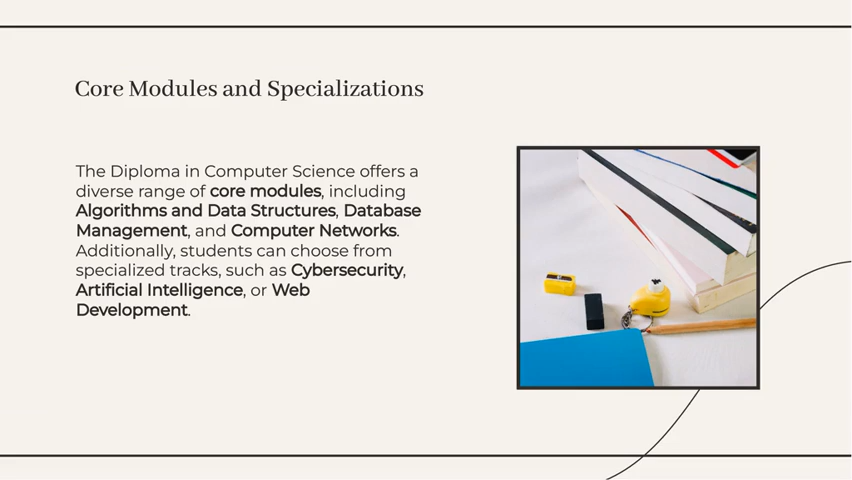 Core Modules and Specializations
The Diploma in Computer Science offers a
diverse range of core modules, including
Algorithms and Data Structures, Database
Management, and Computer Networks.
Additionally, students can choose from
specialized tracks, such as Cybersecurity,
Artificial Intelligence, or Web
Development.